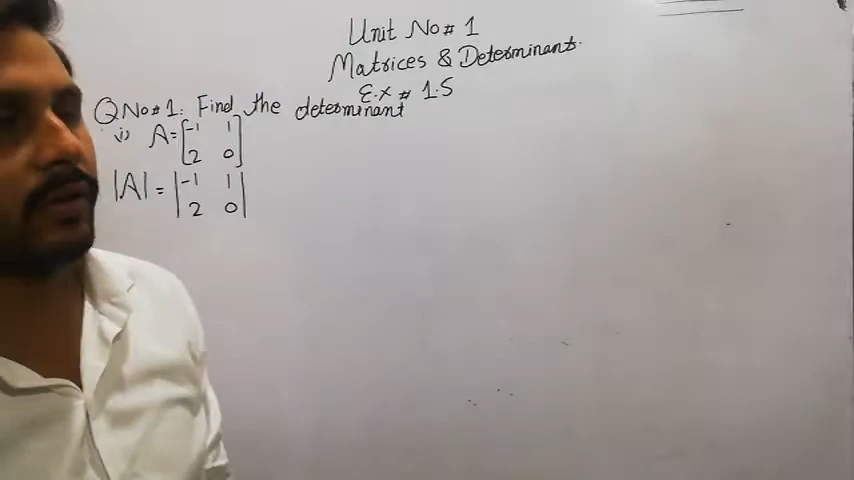 Unit No # 1
Matrices & Determinant.
Ex # 1.5
Q No # 1: Find the determinant
i) A = [-1 1
2 0]
|A| = |-1 1
2 0|